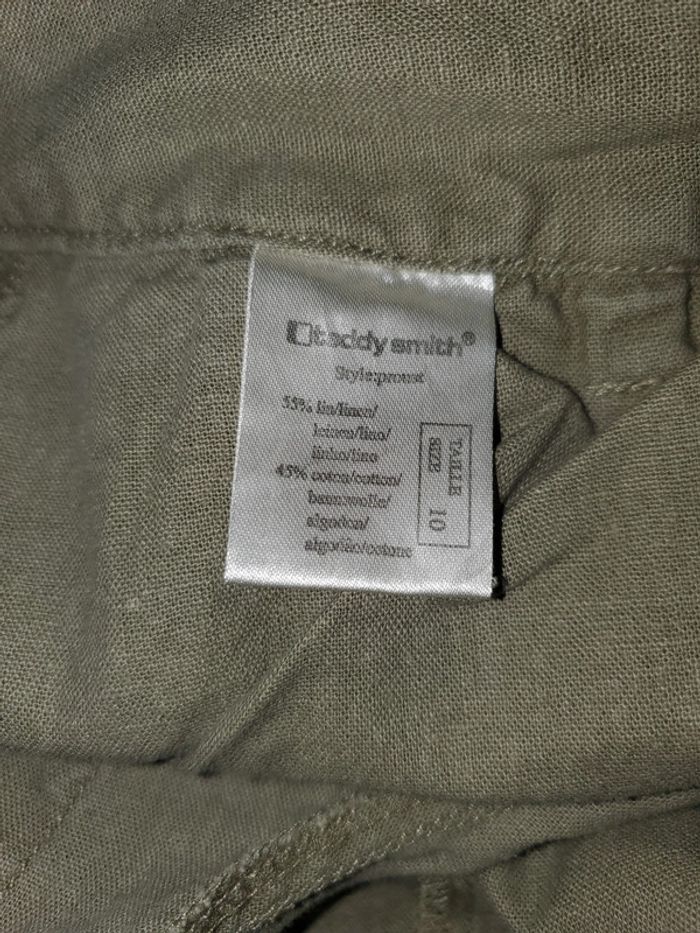 teddy smith®
Style:proust
55% lin/linen/
leinen/lino/
linho/lino
45% coton/cotton/
baumwolle/
algodon/
algodão/cotone
TAILLE
SIZE
10